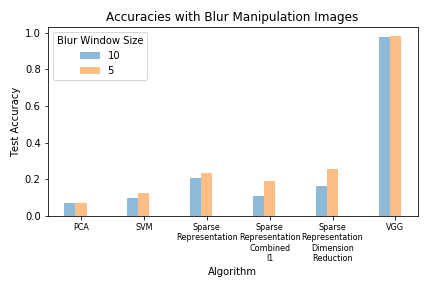 Accuracies with Blur Manipulation Images
Blur Window Size
10
5
1.0
0.8
0.6
0.4
0.2
0.0
Test Accuracy
PCA
SVM
Sparse
Representation
Sparse
Representation
Combined
l1
Sparse
Representation
Dimension
Reduction
VGG
Algorithm